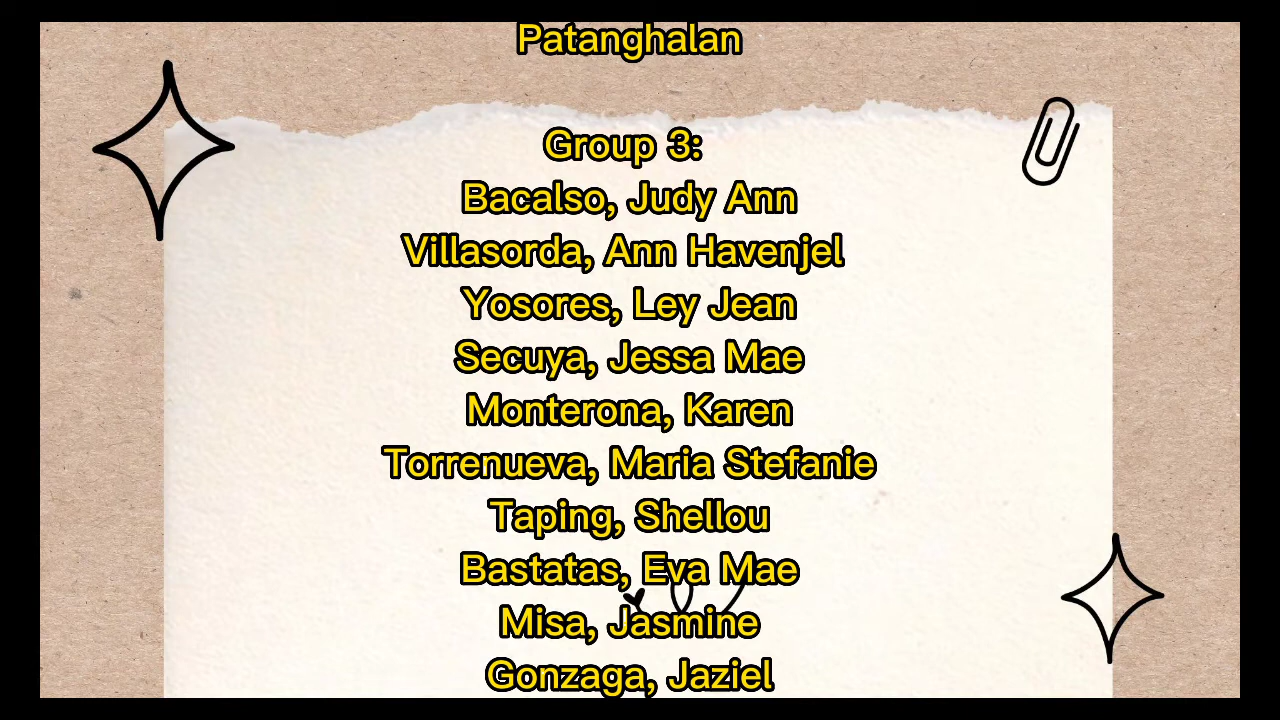 Patanghalan
Group 3:
Bacalso, Judy Ann
Villasorda, Ann Havenjel
Yosores, Ley Jean
Secuya, Jessa Mae
Monterona, Karen
Torrenueva, Maria Stefanie
Taping, Shellou
Bastatas, Eva Mae
Misa, Jasmine
Gonzaga, Jaziel